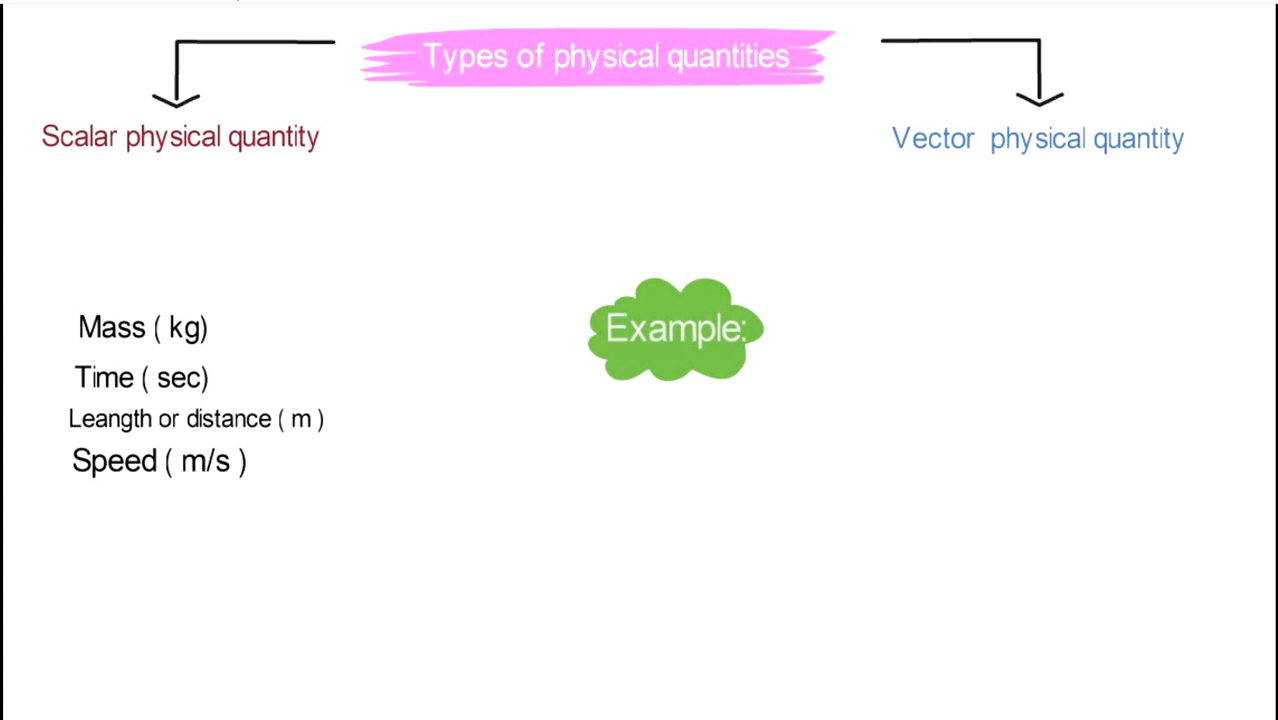 Types of physical quantities
Scalar physical quantity
Vector physical quantity
Example:
Mass ( kg)
Time ( sec)
Leangth or distance ( m )
Speed ( m/s )